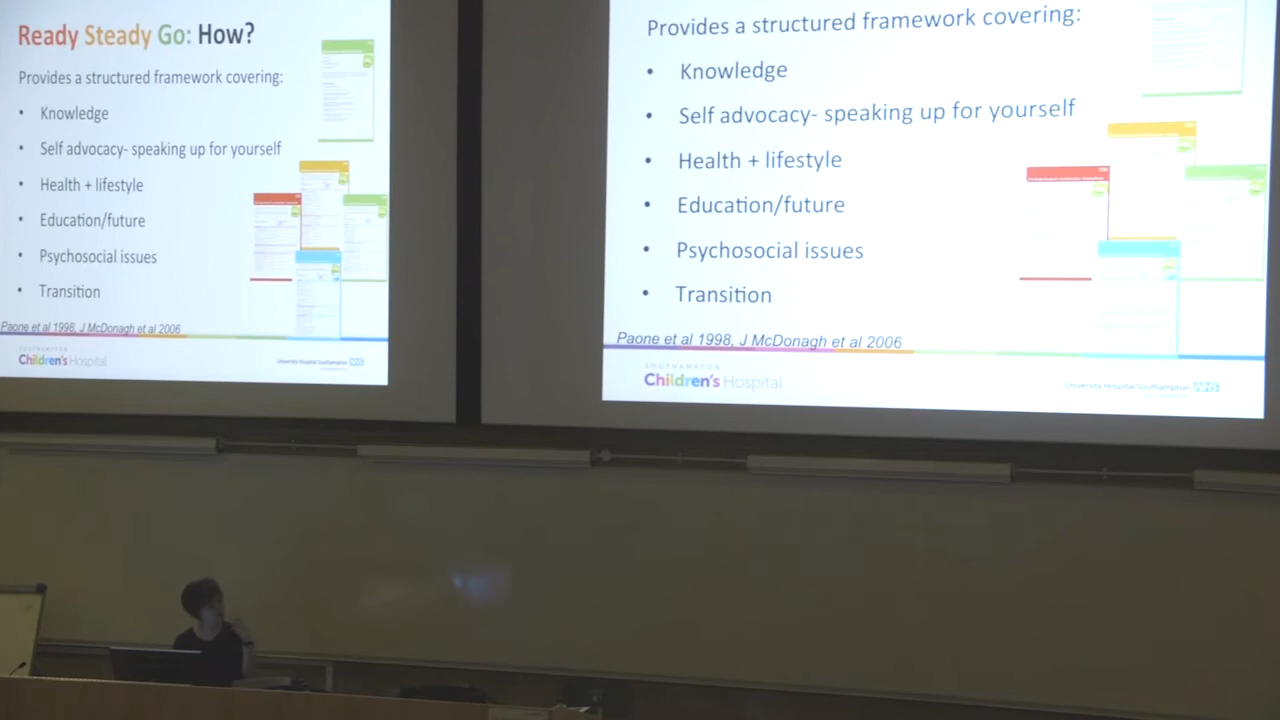 Ready Steady Go: How?
Provides a structured framework covering:
• Knowledge
• Self advocacy- speaking up for yourself
• Health + lifestyle
• Education/future
• Psychosocial issues
• Transition
Paone et al 1998, J McDonagh et al 2006
SOUTHAMPTON
Children's Hospital
University Hospital Southampton NHS
Provides a structured framework covering:
• Knowledge
• Self advocacy- speaking up for yourself
• Health + lifestyle
• Education/future
• Psychosocial issues
• Transition
Paone et al 1998, J McDonagh et al 2006
SOUTHAMPTON
Children's Hospital
University Hospital Southampton NHS